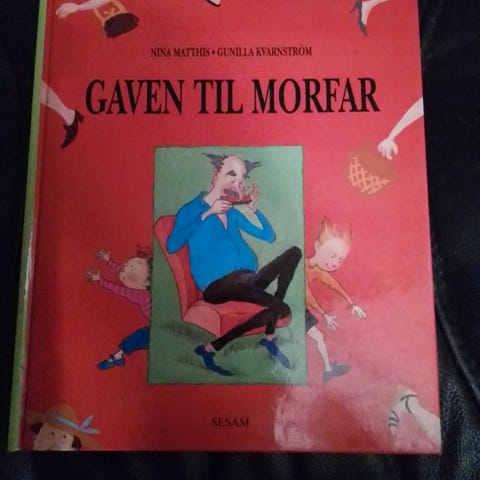 NINA MATTHIS • GUNILLA KVARNSTRÖM
GAVEN TIL MORFAR
SESAM